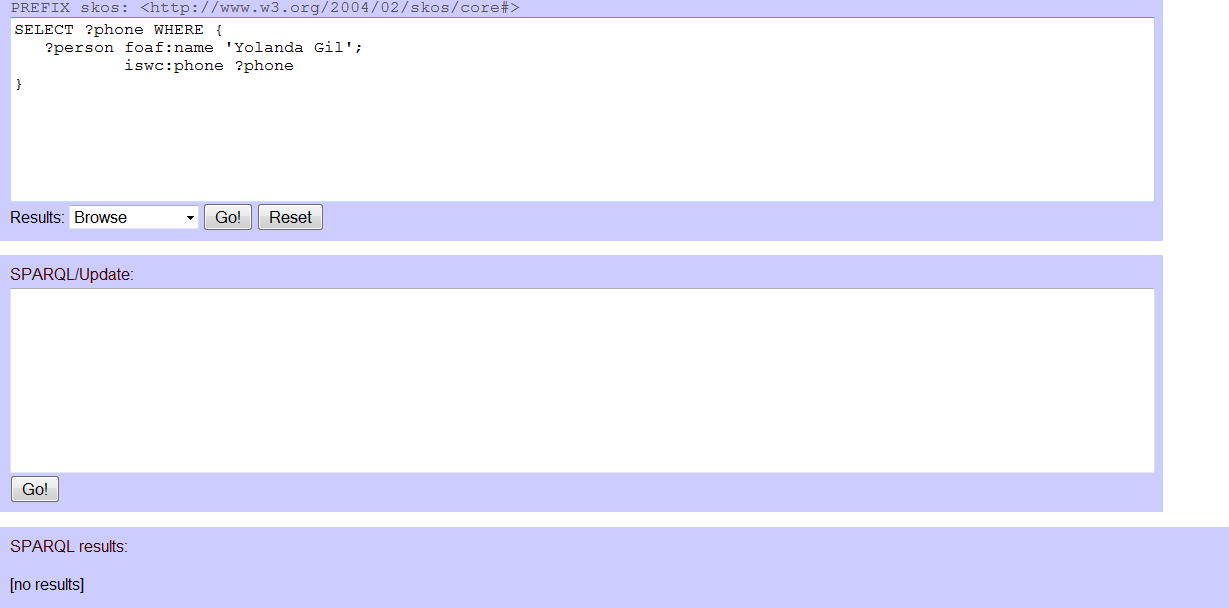 PREFIX skos: <http://www.w3.org/2004/02/skos/core#>
SELECT ?phone WHERE {
   ?person foaf:name 'Yolanda Gil';
           iswc:phone ?phone
}
Results: Browse Go! Reset
SPARQL/Update:
Go!
SPARQL results:
[no results]